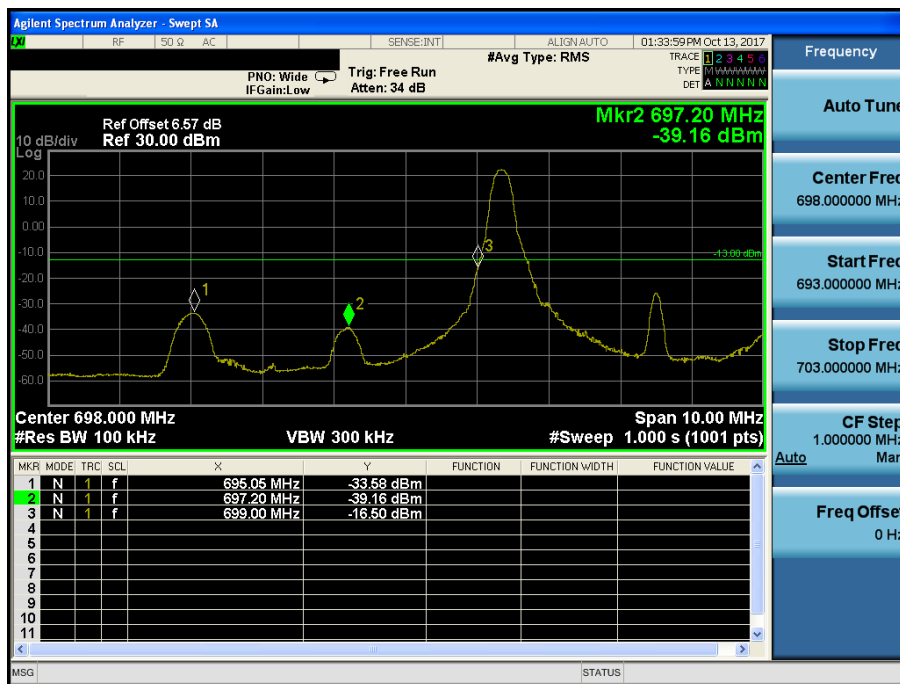 Agilent Spectrum Analyzer - Swept SA
LXI RF 50 Ω AC SENSE:INT ALIGN AUTO 01:33:59 PM Oct 13, 2017
#Avg Type: RMS
TRACE 1 2 3 4 5 6
PNO: Wide Trig: Free Run
TYPE M
IFGain:Low Atten: 34 dB
DET A N N N N N
Mkr2 697.20 MHz
-39.16 dBm
Ref Offset 6.57 dB
10 dB/div Ref 30.00 dBm
Log
20.0
10.0
0.00
-10.0
-20.0
-30.0
-40.0
-50.0
-60.0
1
2
3
-13.00 dBm
Center 698.000 MHz Span 10.00 MHz
#Res BW 100 kHz VBW 300 kHz #Sweep 1.000 s (1001 pts)
MKR MODE TRC SCL X Y FUNCTION FUNCTION WIDTH FUNCTION VALUE
1 N 1 f 695.05 MHz -33.58 dBm
2 N 1 f 697.20 MHz -39.16 dBm
3 N 1 f 699.00 MHz -16.50 dBm
4
5
6
7
8
9
10
11
MSG STATUS
Frequency
Auto Tune
Center Freq
698.000000 MHz
Start Freq
693.000000 MHz
Stop Freq
703.000000 MHz
CF Step
1.000000 MHz
Auto Man
Freq Offset
0 Hz